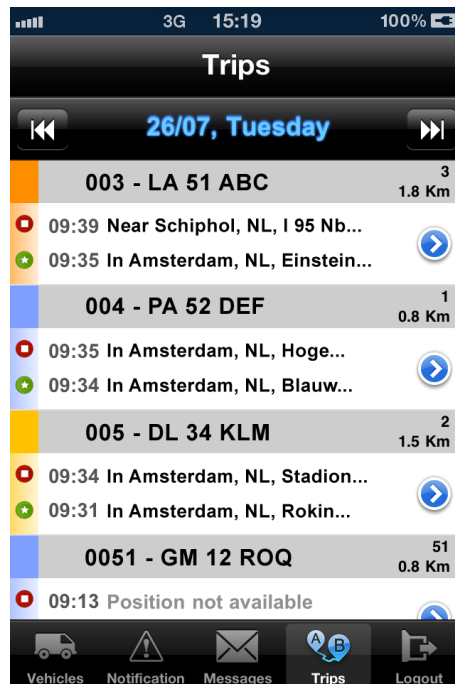 3G 15:19 100%
Trips
26/07, Tuesday
003 - LA 51 ABC
3
1.8 Km
09:39 Near Schiphol, NL, I 95 Nb...
09:35 In Amsterdam, NL, Einstein...
004 - PA 52 DEF
1
0.8 Km
09:35 In Amsterdam, NL, Hoge...
09:34 In Amsterdam, NL, Blauw...
005 - DL 34 KLM
2
1.5 Km
09:34 In Amsterdam, NL, Stadion...
09:31 In Amsterdam, NL, Rokin...
0051 - GM 12 ROQ
51
0.8 Km
09:13 Position not available
A B
Vehicles Notification Messages Trips Logout